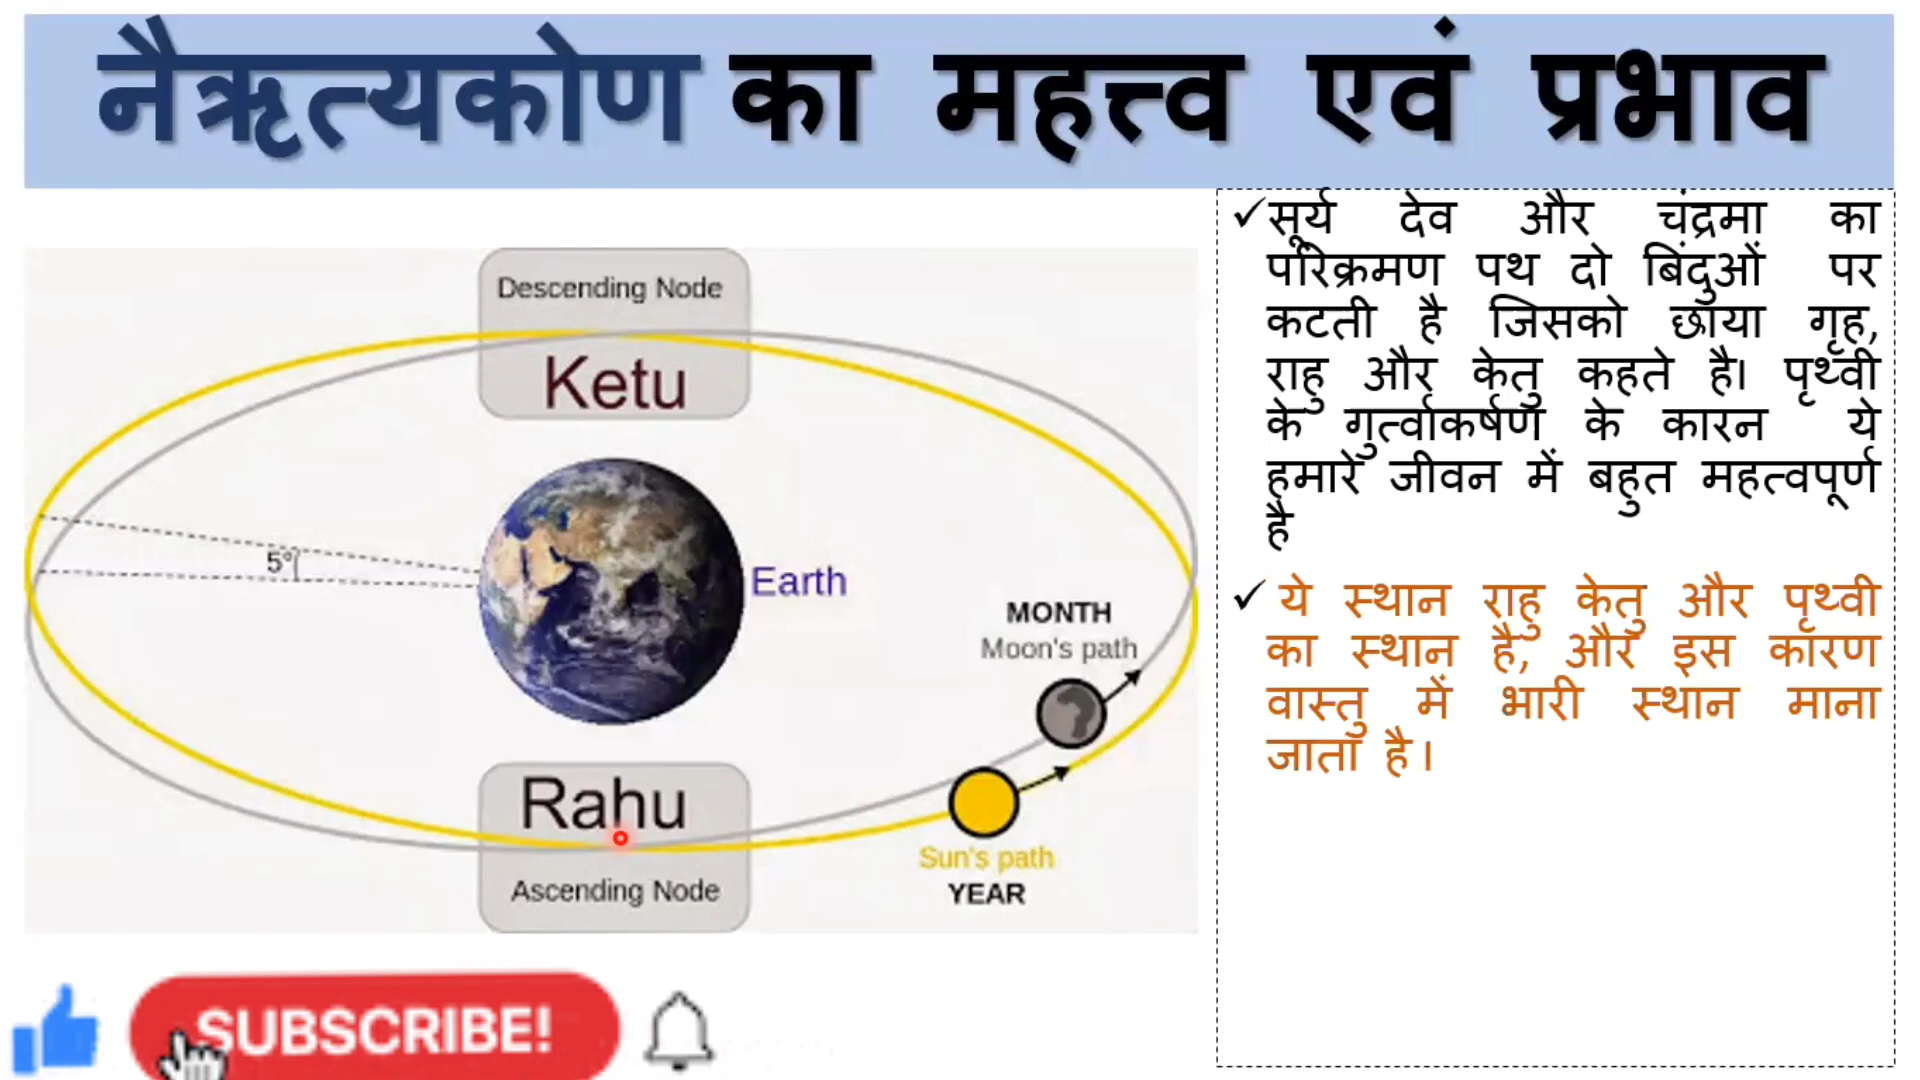 नैऋत्यकोण का महत्त्व एवं प्रभाव
Descending Node
Ketu
5°
Earth
MONTH
Moon's path
Rahu
Ascending Node
Sun's path
YEAR
✓सूर्य देव और चंद्रमा का
परिक्रमण पथ दो बिंदुओं पर
कटती है जिसको छाया गृह,
राहु और केतु कहते है। पृथ्वी
के गुर्त्वाकर्षण के कारन ये
हमारे जीवन में बहुत महत्वपूर्ण
है
✓ ये स्थान राहु केतु और पृथ्वी
का स्थान है, और इस कारण
वास्तु में भारी स्थान माना
जाता है।
SUBSCRIBE!